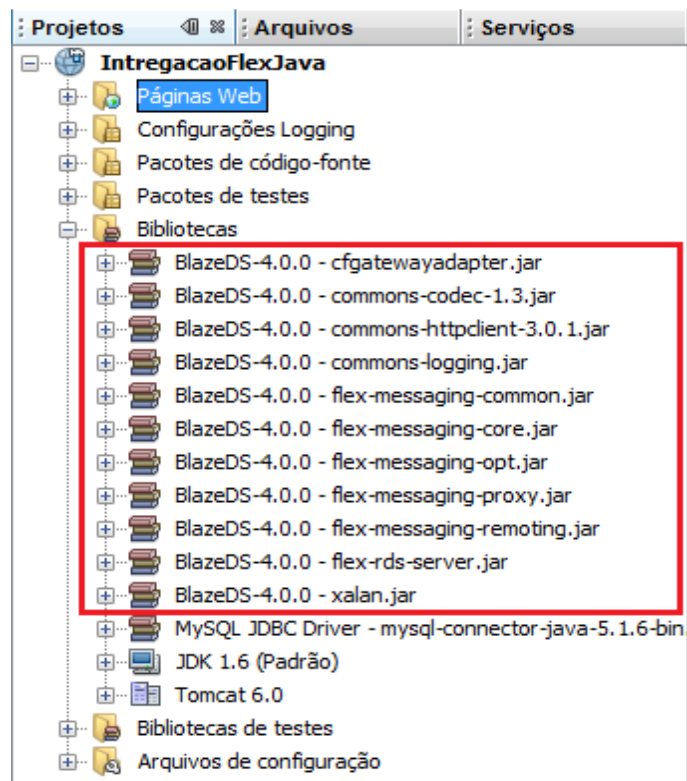 Projetos Arquivos Serviços
IntregacaoFlexJava
Páginas Web
Configurações Logging
Pacotes de código-fonte
Pacotes de testes
Bibliotecas
BlazeDS-4.0.0 - cfgatewayadapter.jar
BlazeDS-4.0.0 - commons-codec-1.3.jar
BlazeDS-4.0.0 - commons-httpclient-3.0.1.jar
BlazeDS-4.0.0 - commons-logging.jar
BlazeDS-4.0.0 - flex-messaging-common.jar
BlazeDS-4.0.0 - flex-messaging-core.jar
BlazeDS-4.0.0 - flex-messaging-opt.jar
BlazeDS-4.0.0 - flex-messaging-proxy.jar
BlazeDS-4.0.0 - flex-messaging-remoting.jar
BlazeDS-4.0.0 - flex-rds-server.jar
BlazeDS-4.0.0 - xalan.jar
MySQL JDBC Driver - mysql-connector-java-5.1.6-bin.
JDK 1.6 (Padrão)
Tomcat 6.0
Bibliotecas de testes
Arquivos de configuração